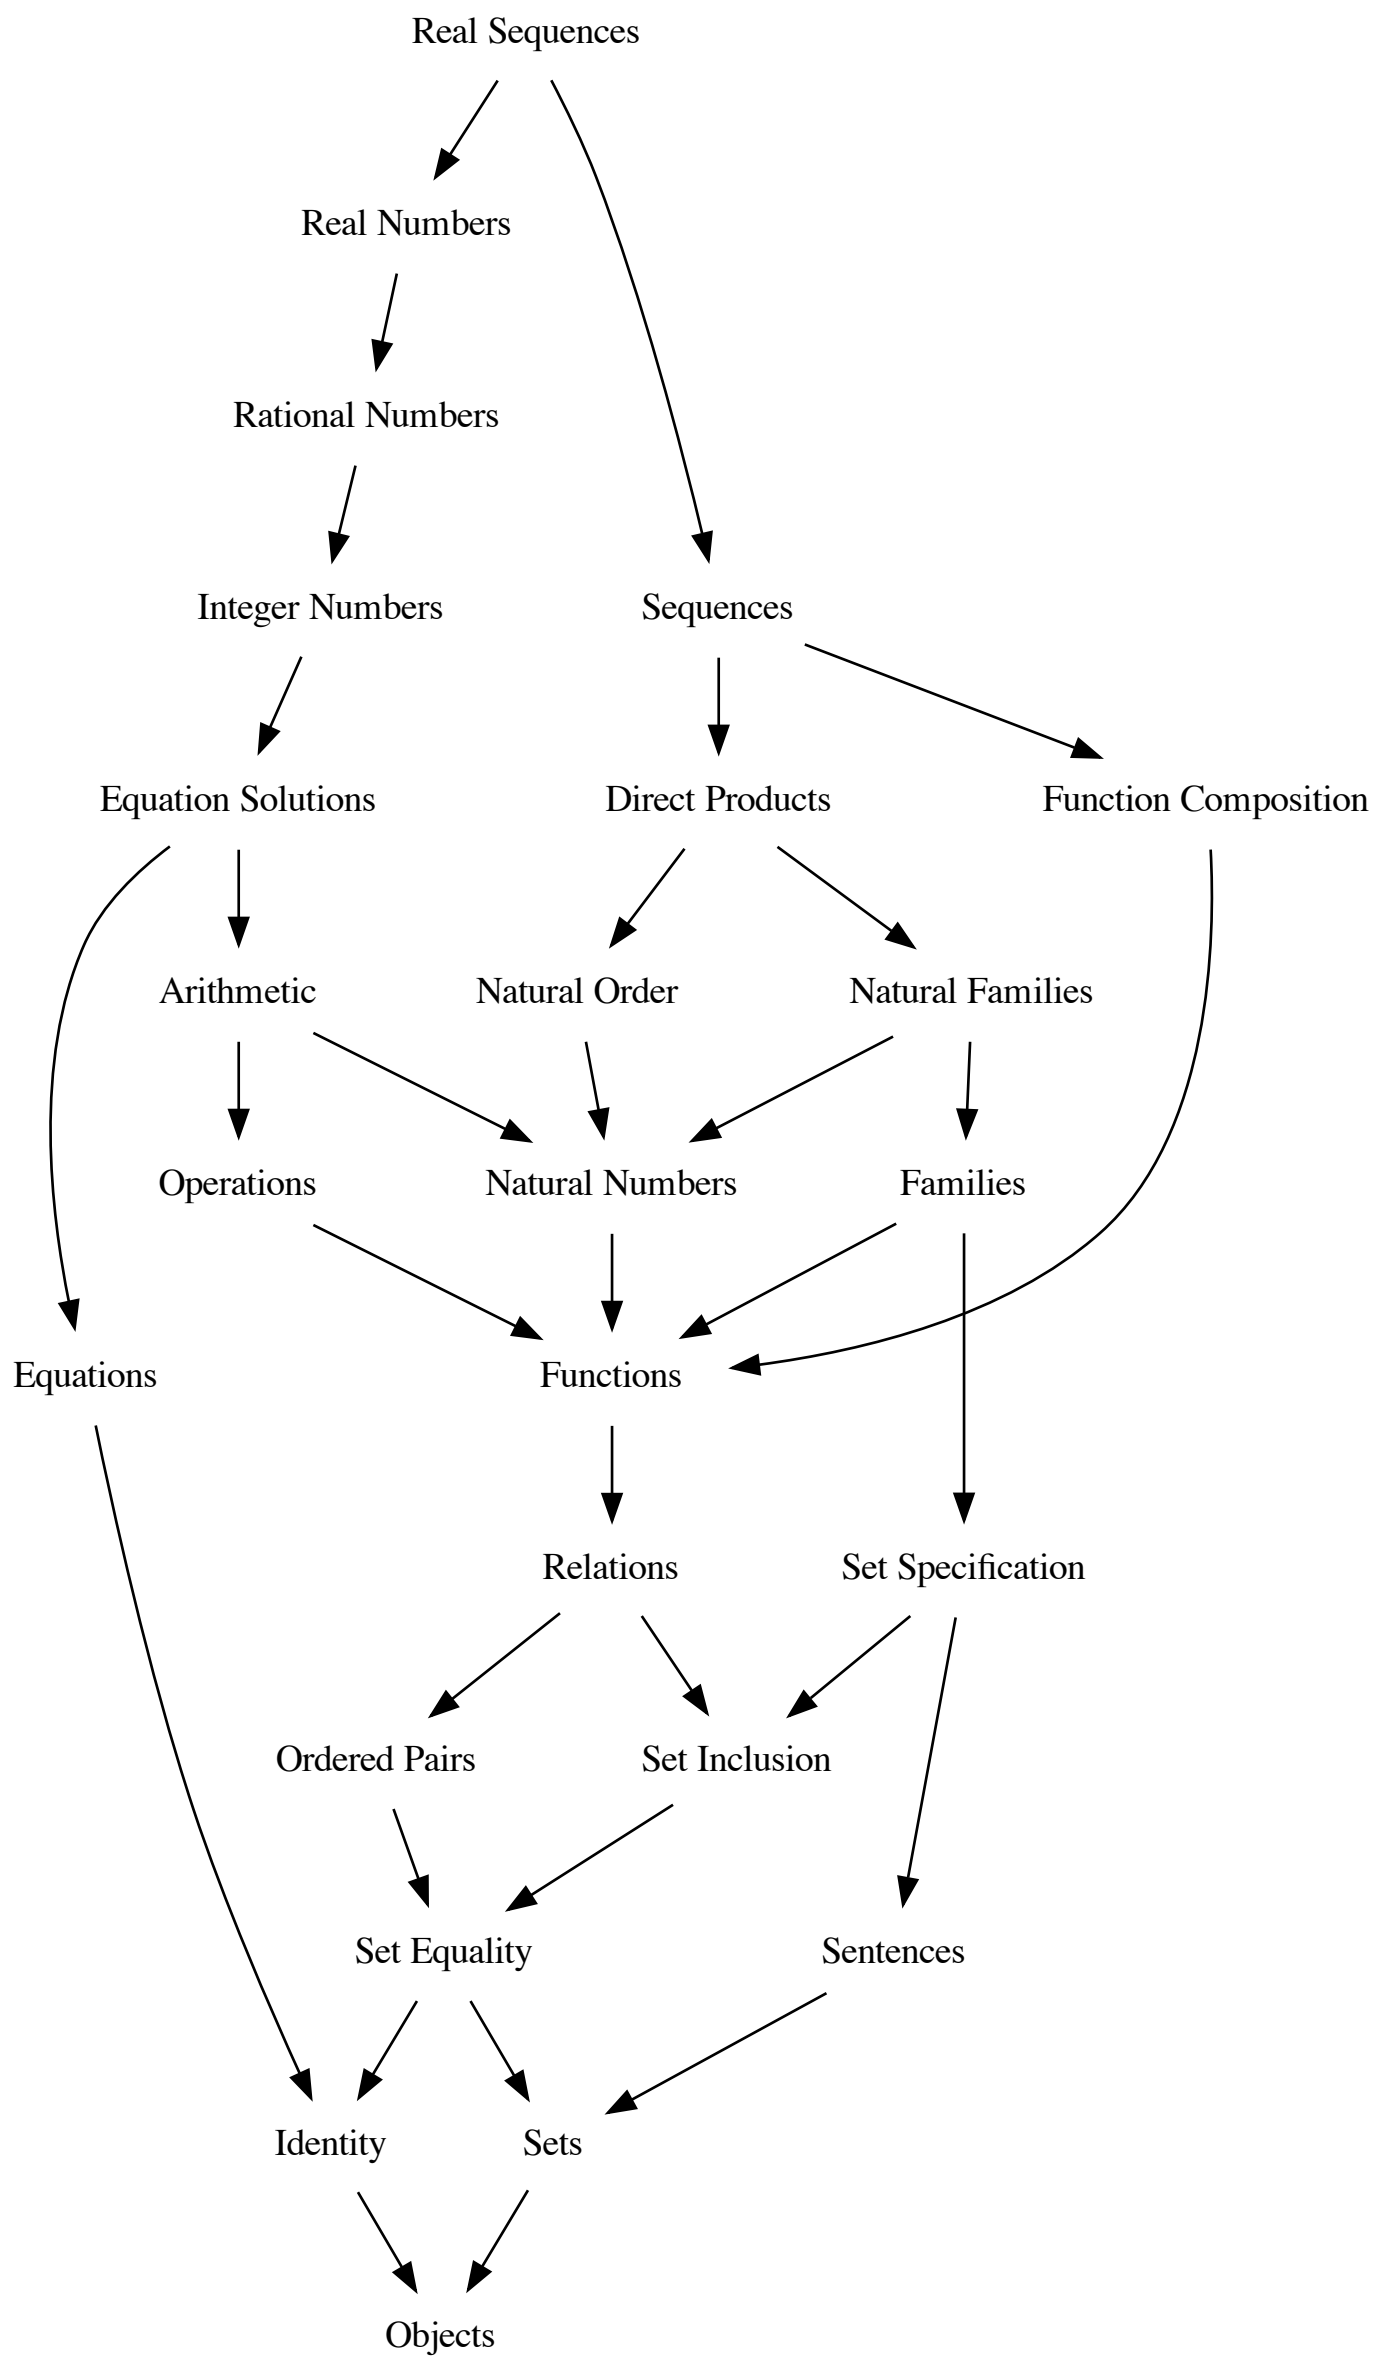 Real Sequences
Real Numbers
Rational Numbers
Integer Numbers
Sequences
Equation Solutions
Direct Products
Function Composition
Arithmetic
Natural Order
Natural Families
Operations
Natural Numbers
Families
Equations
Functions
Relations
Set Specification
Ordered Pairs
Set Inclusion
Set Equality
Sentences
Identity
Sets
Objects